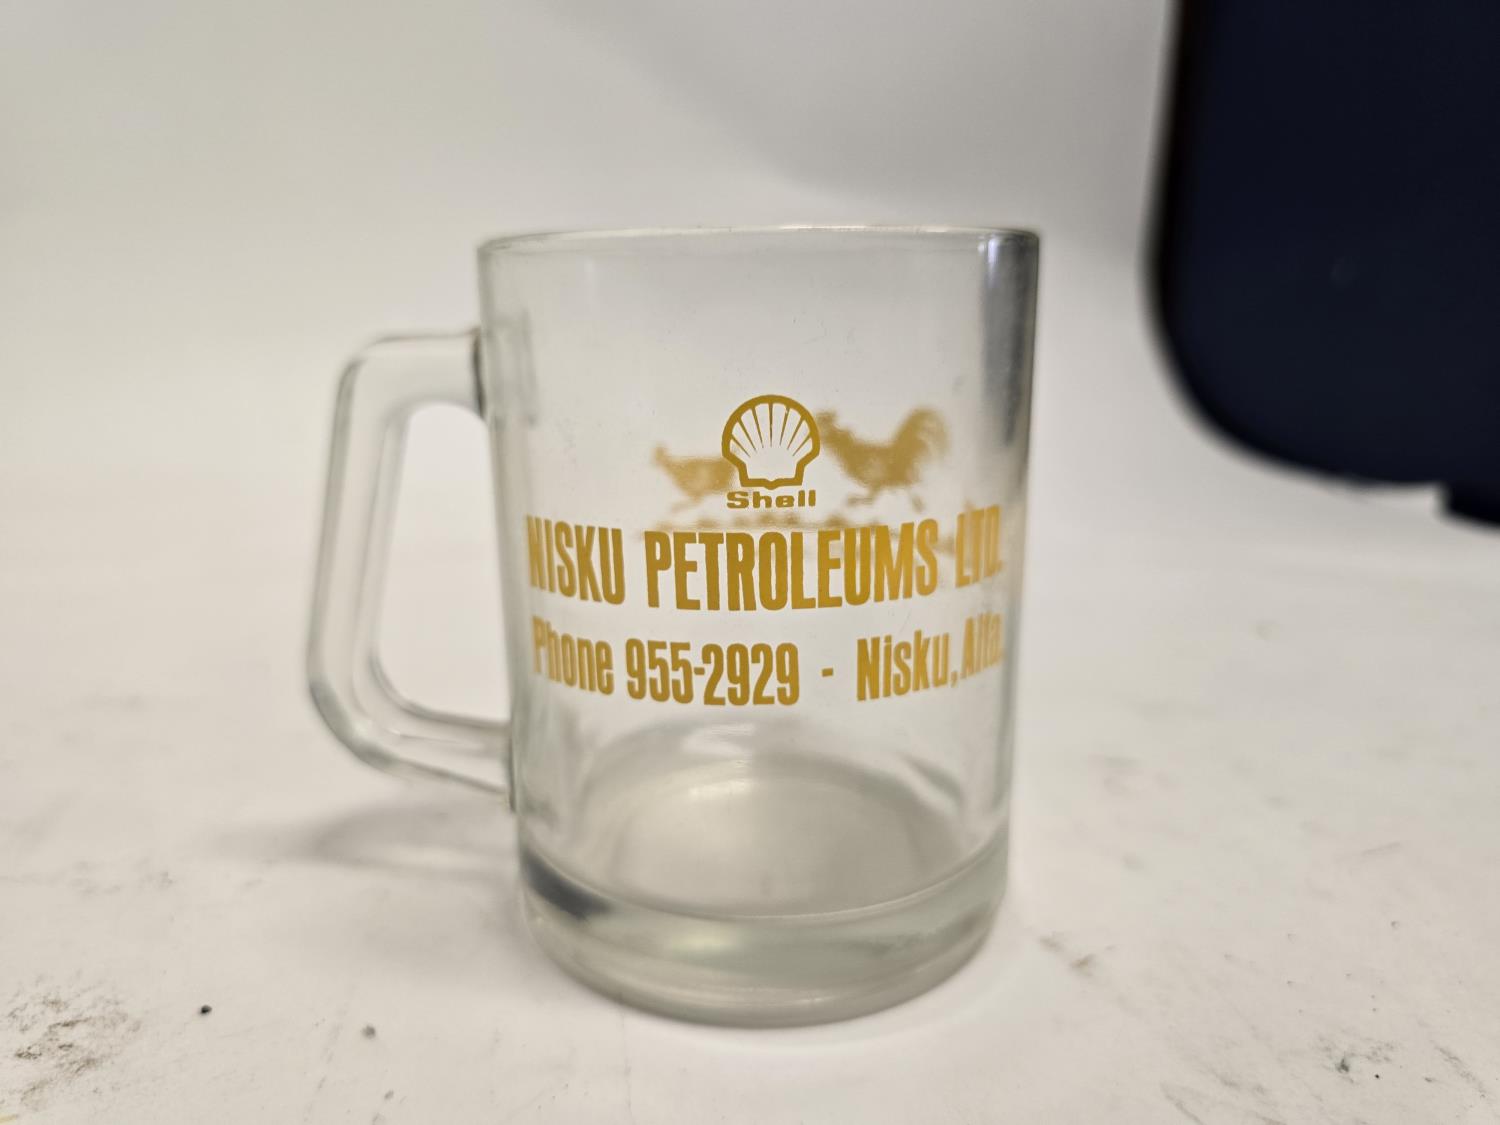 Shell
NISKU PETROLEUMS LTD.
Phone 955-2929 - Nisku, Alta.